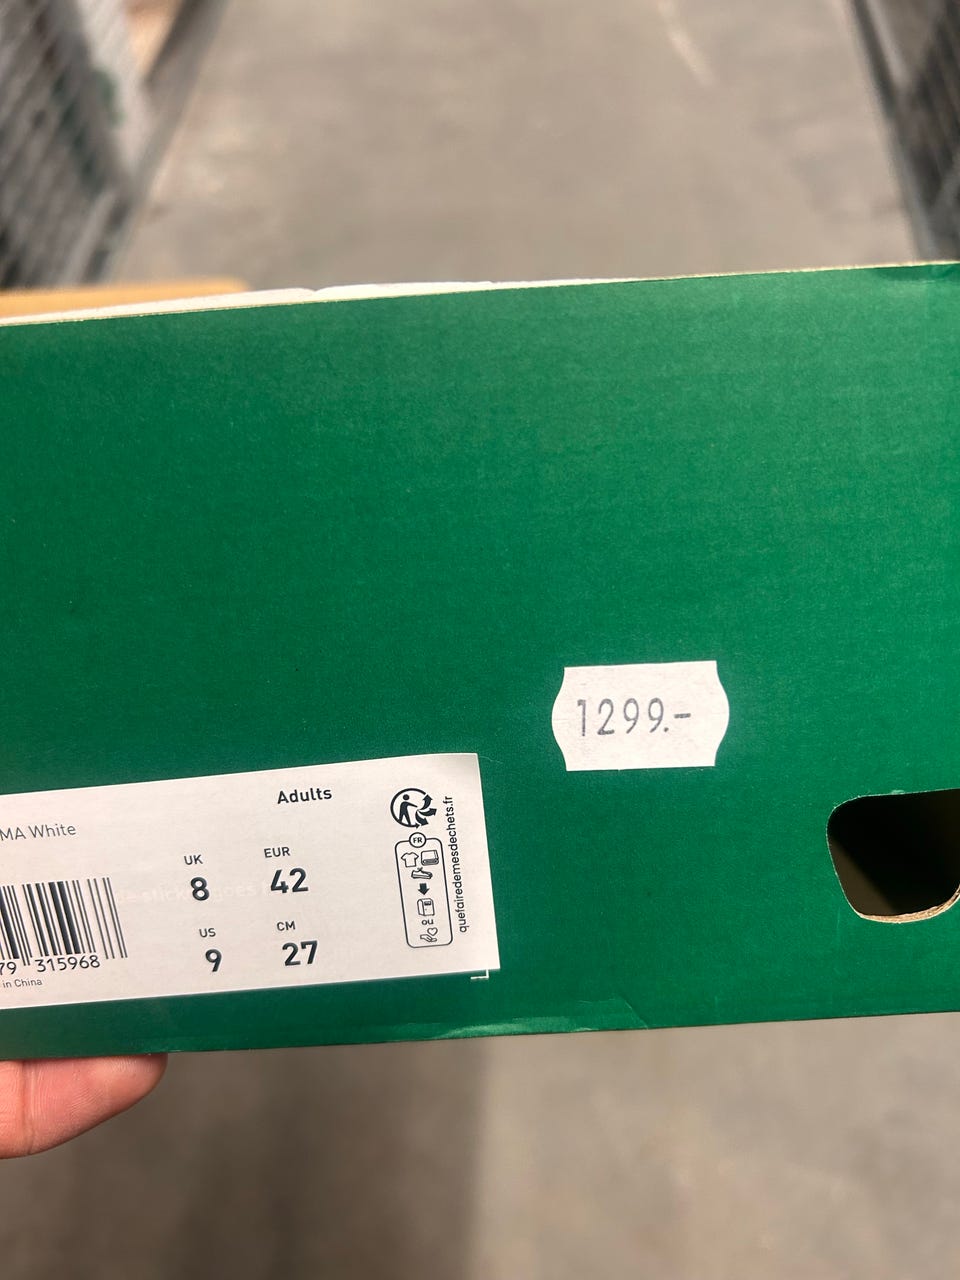 1299.-
Adults
MA White
UK
EUR
8
42
US
CM
9
27
79 315968
in China
FR
quefairedemesdechets.fr